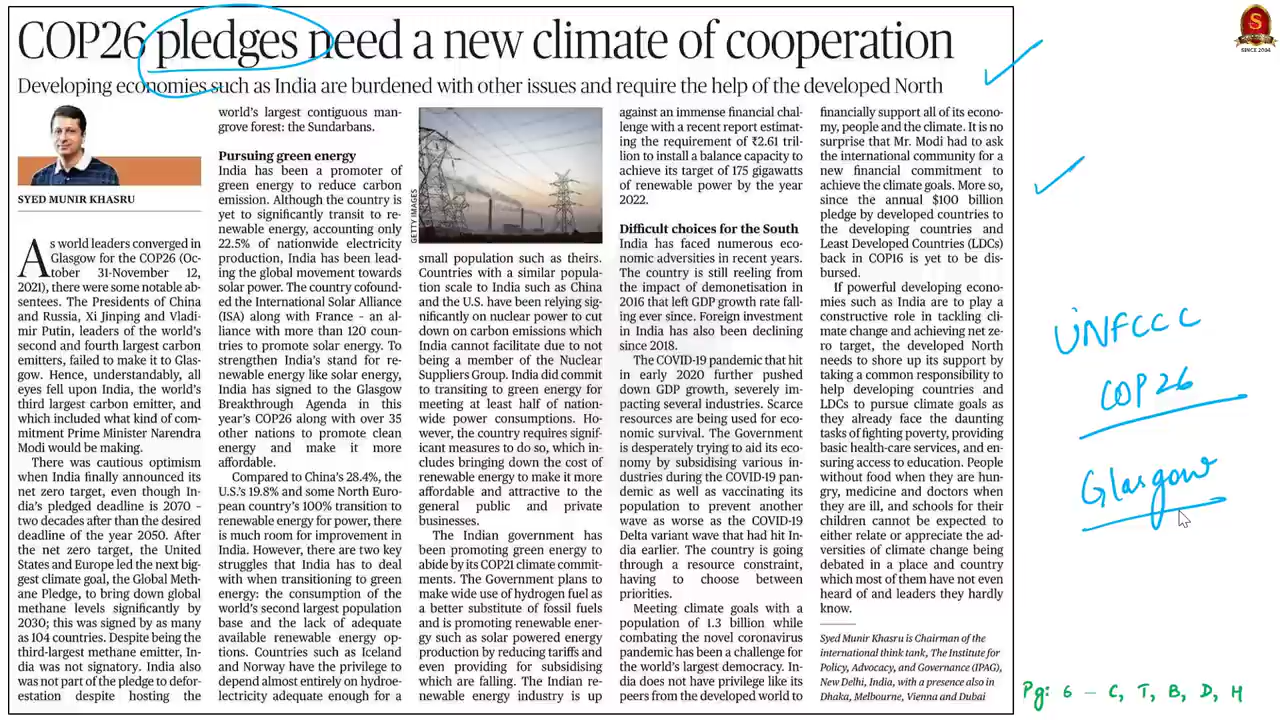 COP26 pledges need a new climate of cooperation
Developing economies such as India are burdened with other issues and require the help of the developed North
SYED MUNIR KHASRU
As world leaders converged in
Glasgow for the COP26 (Oc-
tober 31-November 12,
2021), there were some notable ab-
sentees. The Presidents of China
and Russia, Xi Jinping and Vladi-
mir Putin, leaders of the world's
second and fourth largest carbon
emitters, failed to make it to Glas-
gow. Hence, understandably, all
eyes fell upon India, the world's
third largest carbon emitter, and
which included what kind of com-
mitment Prime Minister Narendra
Modi would be making.
There was cautious optimism
when India finally announced its
net zero target, even though In-
dia's pledged deadline is 2070 -
two decades after than the desired
deadline of the year 2050. After
the net zero target, the United
States and Europe led the next big-
gest climate goal, the Global Meth-
ane Pledge, to bring down global
methane levels significantly by
2030; this was signed by as many
as 104 countries. Despite being the
third-largest methane emitter, In-
dia was not signatory. India also
was not part of the pledge to defor-
estation despite hosting the
world's largest contiguous man-
grove forest: the Sundarbans.
Pursuing green energy
India has been a promoter of
green energy to reduce carbon
emission. Although the country is
yet to significantly transit to re-
newable energy, accounting only
22.5% of nationwide electricity
production, India has been lead-
ing the global movement towards
solar power. The country cofound-
ed the International Solar Alliance
(ISA) along with France - an al-
liance with more than 120 coun-
tries to promote solar energy. To
strengthen India's stand for re-
newable energy like solar energy,
India has signed to the Glasgow
Breakthrough Agenda in this
year's COP26 along with over 35
other nations to promote clean
energy and make it more
affordable.
Compared to China's 28.4%, the
U.S.'s 19.8% and some North Euro-
pean country's 100% transition to
renewable energy for power, there
is much room for improvement in
India. However, there are two key
struggles that India has to deal
with when transitioning to green
energy: the consumption of the
world's second largest population
base and the lack of adequate
available renewable energy op-
tions. Countries such as Iceland
and Norway have the privilege to
depend almost entirely on hydroe-
lectricity adequate enough for a
GETTY IMAGES
small population such as theirs.
Countries with a similar popula-
tion scale to India such as China
and the U.S. have been relying sig-
nificantly on nuclear power to cut
down on carbon emissions which
India cannot facilitate due to not
being a member of the Nuclear
Suppliers Group. India did commit
to transiting to green energy for
meeting at least half of nation-
wide power consumptions. Ho-
wever, the country requires signif-
icant measures to do so, which in-
cludes bringing down the cost of
renewable energy to make it more
affordable and attractive to the
general public and private
businesses.
The Indian government has
been promoting green energy to
abide by its COP21 climate commit-
ments. The Government plans to
make wide use of hydrogen fuel as
a better substitute of fossil fuels
and is promoting renewable ener-
gy such as solar powered energy
production by reducing tariffs and
even providing for subsidising
which are falling. The Indian re-
newable energy industry is up
against an immense financial chal-
lenge with a recent report estimat-
ing the requirement of ₹2.61 tril-
lion to install a balance capacity to
achieve its target of 175 gigawatts
of renewable power by the year
2022.
Difficult choices for the South
India has faced numerous eco-
nomic adversities in recent years.
The country is still reeling from
the impact of demonetisation in
2016 that left GDP growth rate fall-
ing ever since. Foreign investment
in India has also been declining
since 2018.
The COVID-19 pandemic that hit
in early 2020 further pushed
down GDP growth, severely im-
pacting several industries. Scarce
resources are being used for eco-
nomic survival. The Government
is desperately trying to aid its eco-
nomy by subsidising various in-
dustries during the COVID-19 pan-
demic as well as vaccinating its
population to prevent another
wave as worse as the COVID-19
Delta variant wave that had hit In-
dia earlier. The country is going
through a resource constraint,
having to choose between
priorities.
Meeting climate goals with a
population of 1.3 billion while
combating the novel coronavirus
pandemic has been a challenge for
the world's largest democracy. In-
dia does not have privilege like its
peers from the developed world to
financially support all of its econo-
my, people and the climate. It is no
surprise that Mr. Modi had to ask
the international community for a
new financial commitment to
achieve the climate goals. More so,
since the annual $100 billion
pledge by developed countries to
the developing countries and
Least Developed Countries (LDCs)
back in COP16 is yet to be dis-
bursed.
If powerful developing econo-
mies such as India are to play a
constructive role in tackling cli-
mate change and achieving net ze-
ro target, the developed North
needs to shore up its support by
taking a common responsibility to
help developing countries and
LDCs to pursue climate goals as
they already face the daunting
tasks of fighting poverty, providing
basic health-care services, and en-
suring access to education. People
without food when they are hun-
gry, medicine and doctors when
they are ill, and schools for their
children cannot be expected to
either relate or appreciate the ad-
versities of climate change being
debated in a place and country
which most of them have not even
heard of and leaders they hardly
know.
Syed Munir Khasru is Chairman of the
international think tank, The Institute for
Policy, Advocacy, and Governance (IPAG),
New Delhi, India, with a presence also in
Dhaka, Melbourne, Vienna and Dubai
S
SINCE 2004
UNFCCC
COP26
Glasgow
Pg: 6 - C, T, B, D, H